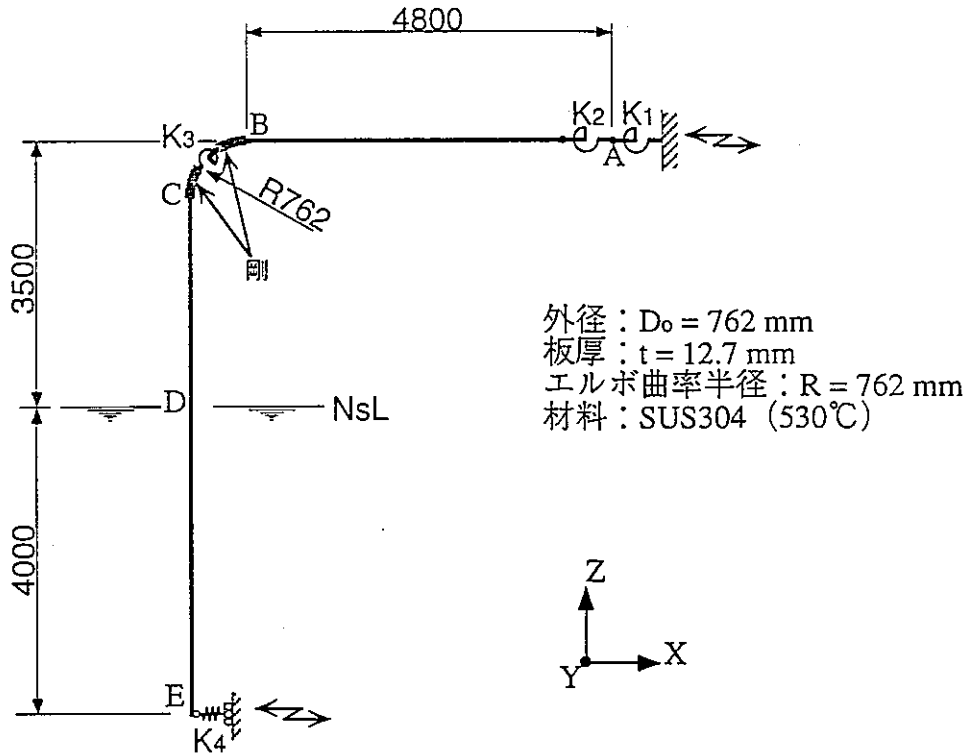 4800
K3
B
K2
K1
A
C
R762
剛
3500
外径：Do = 762 mm
板厚：t = 12.7 mm
エルボ曲率半径：R = 762 mm
材料：SUS304（530℃）
D
NsL
4000
Z
Y
X
E
K4